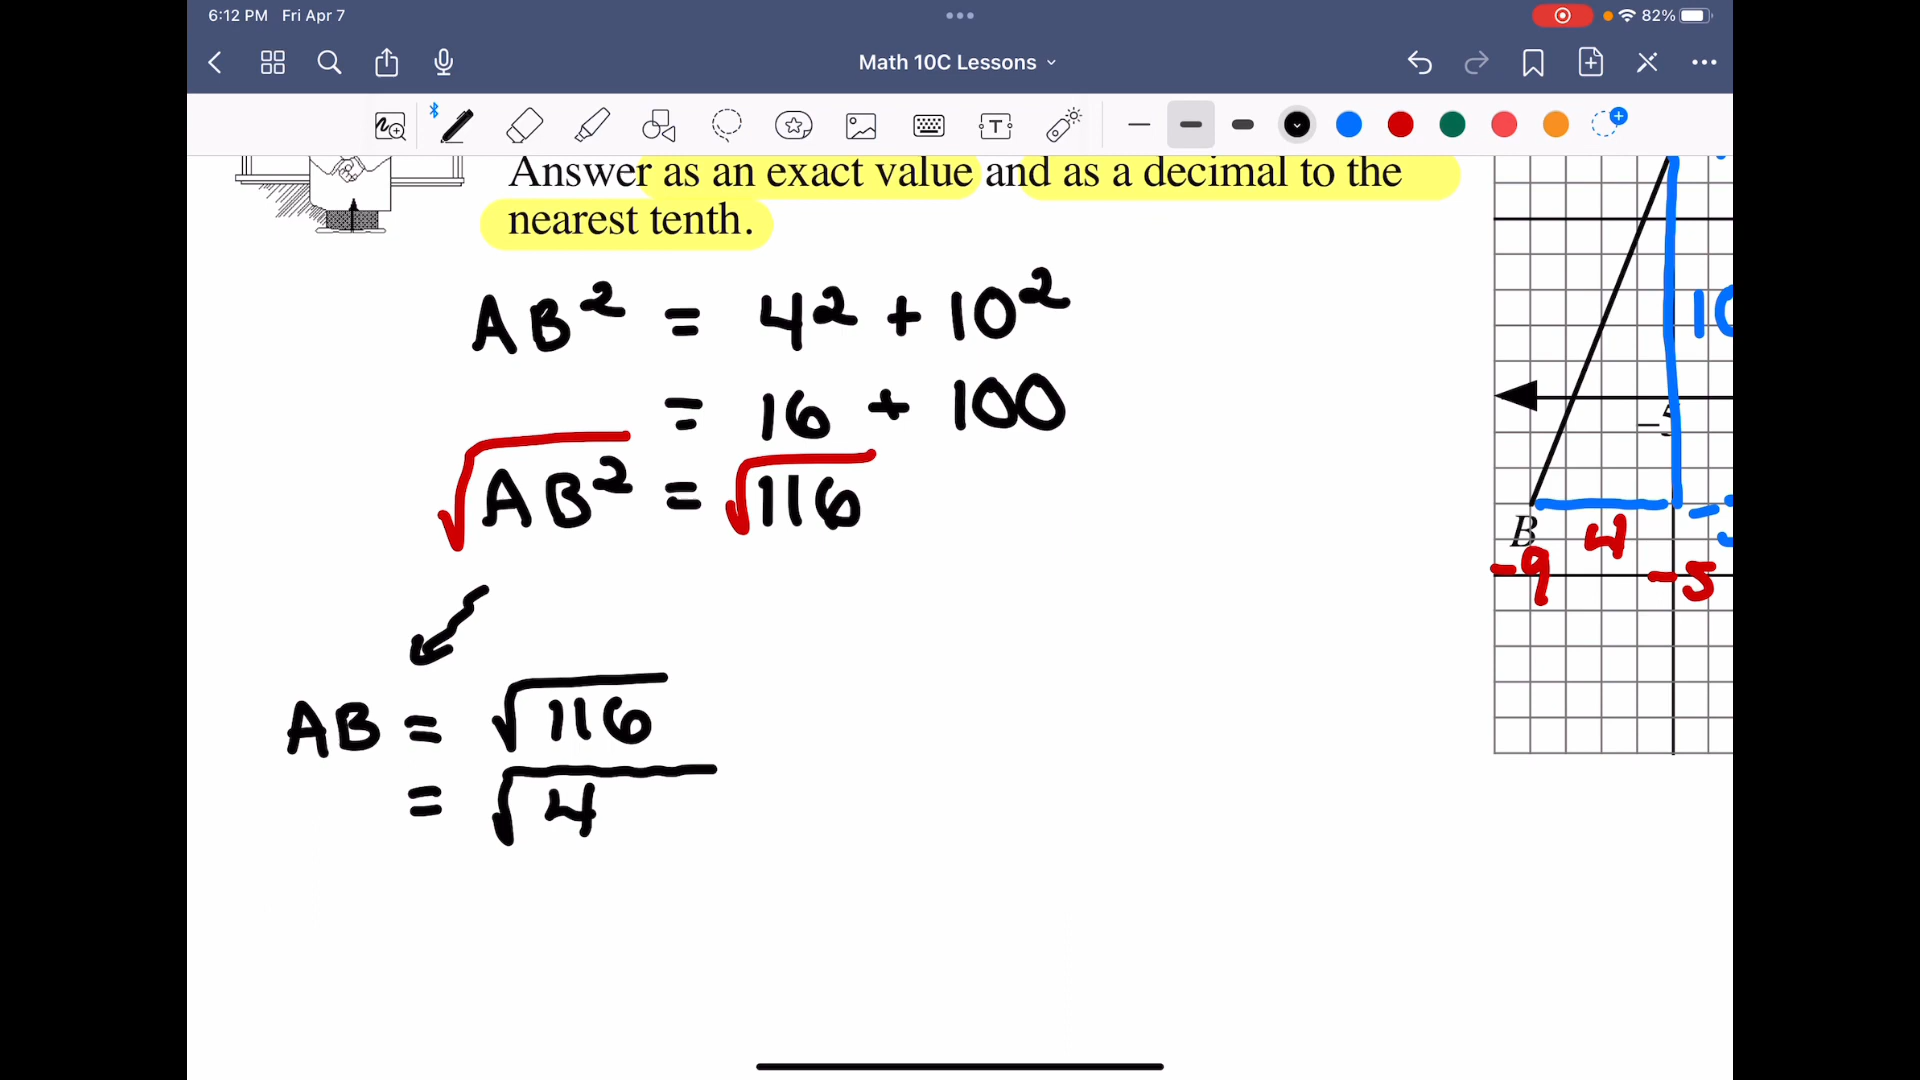 6:12 PM Fri Apr 7
82%
Math 10C Lessons
Answer as an exact value and as a decimal to the
nearest tenth.
AB² = 4² + 10²
= 16 + 100
√AB² = √116
AB = √116
= √4
10
B
4
-9
-5